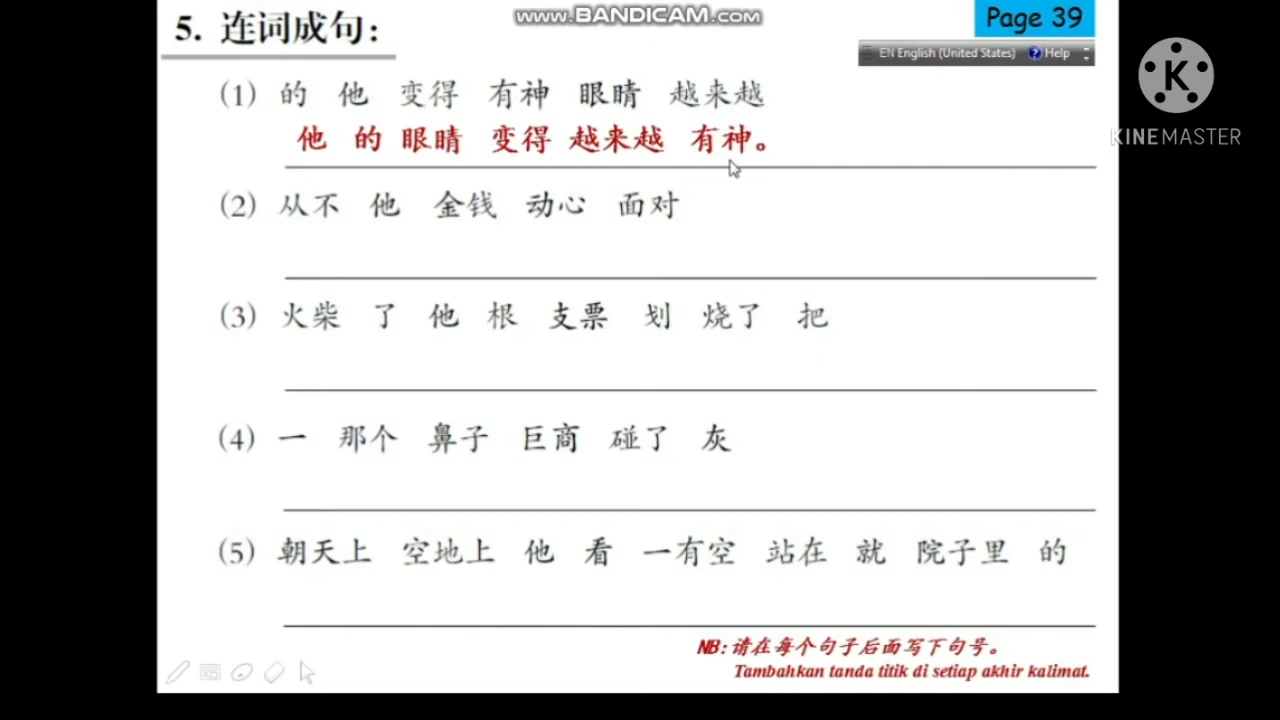 www.BANDICAM.com
Page 39
5. 连词成句：
EN English (United States) Help
K
KINEMASTER
(1) 的 他 变得 有神 眼睛 越来越
他 的 眼睛 变得 越来越 有神。
(2) 从不 他 金钱 动心 面对
(3) 火柴 了 他 根 支票 划 烧了 把
(4) 一 那个 鼻子 巨商 碰了 灰
(5) 朝天上 空地上 他 看 一有空 站在 就 院子里 的
NB: 请在每个句子后面写下句号。
Tambahkan tanda titik di setiap akhir kalimat.